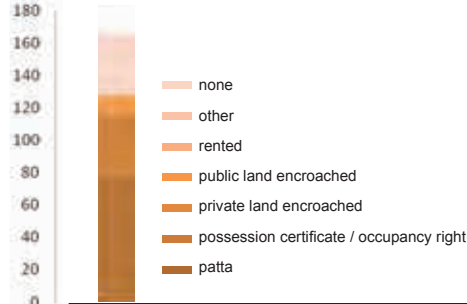 180
160
140
120
100
80
60
40
20
0
none
other
rented
public land encroached
private land encroached
possession certificate / occupancy right
patta